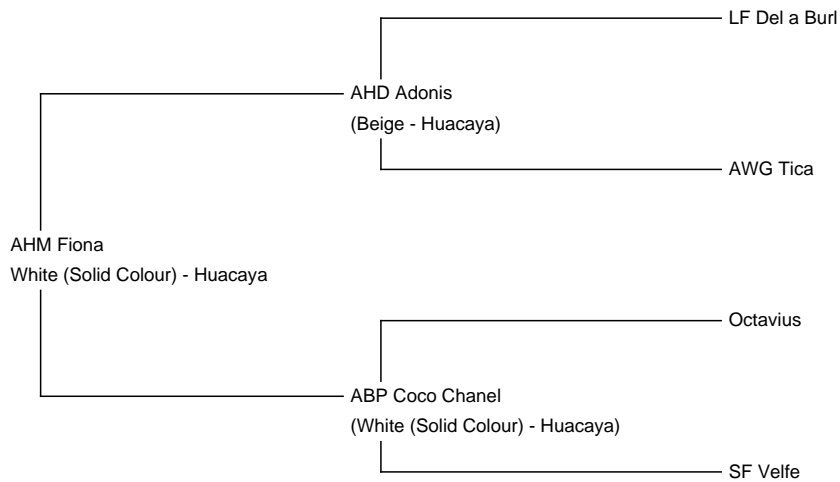 LF Del a Burl
AHD Adonis
(Beige - Huacaya)
AWG Tica
AHM Fiona
White (Solid Colour) - Huacaya
Octavius
ABP Coco Chanel
(White (Solid Colour) - Huacaya)
SF Velfe